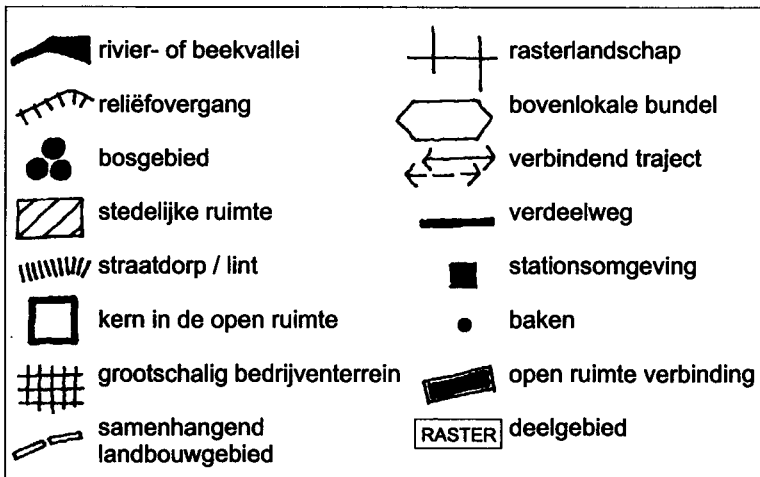 rivier- of beekvallei
reliëfovergang
bosgebied
stedelijke ruimte
straatdorp / lint
kern in de open ruimte
grootschalig bedrijventerrein
samenhangend
landbouwgebied
rasterlandschap
bovenlokale bundel
verbindend traject
verdeelweg
stationsomgeving
baken
open ruimte verbinding
RASTER deelgebied